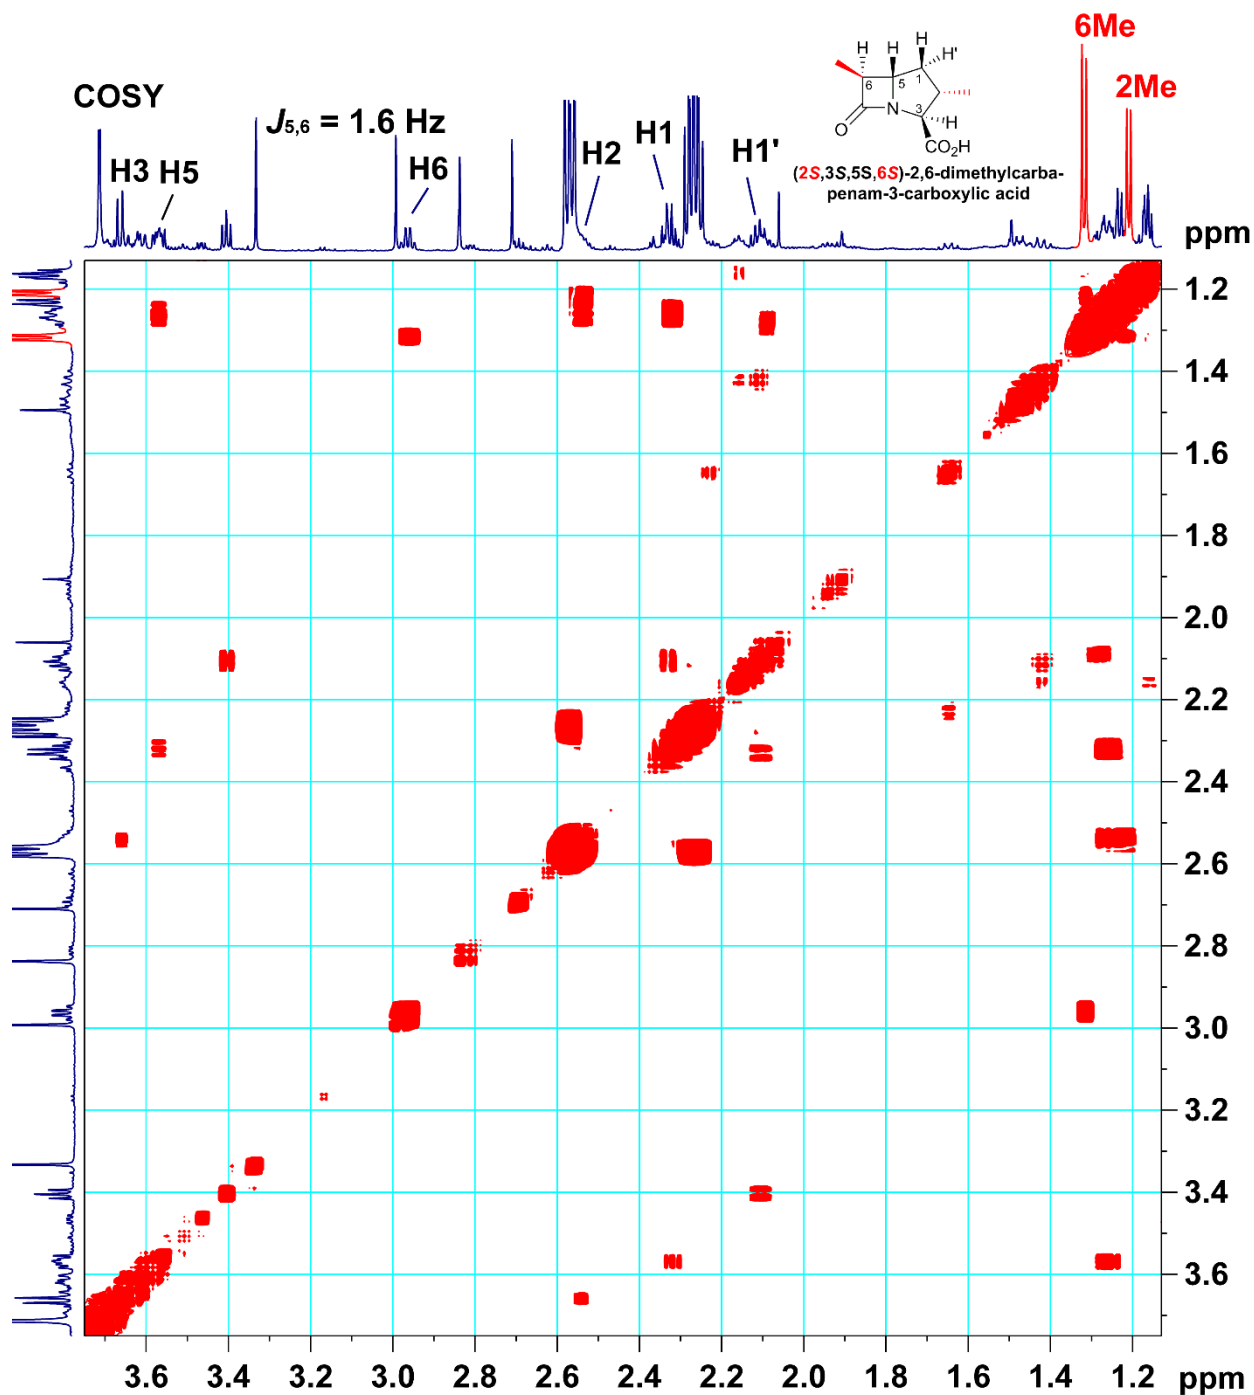 6Me
2Me
COSY
J5,6 = 1.6 Hz
H3
H5
H6
H2
H1
H1'
H
H
H
H'
6
5
1
3
N
O
H
CO2H
(2S,3S,5S,6S)-2,6-dimethylcarba-
penam-3-carboxylic acid
ppm
1.2
1.4
1.6
1.8
2.0
2.2
2.4
2.6
2.8
3.0
3.2
3.4
3.6
3.6 3.4 3.2 3.0 2.8 2.6 2.4 2.2 2.0 1.8 1.6 1.4 1.2 ppm